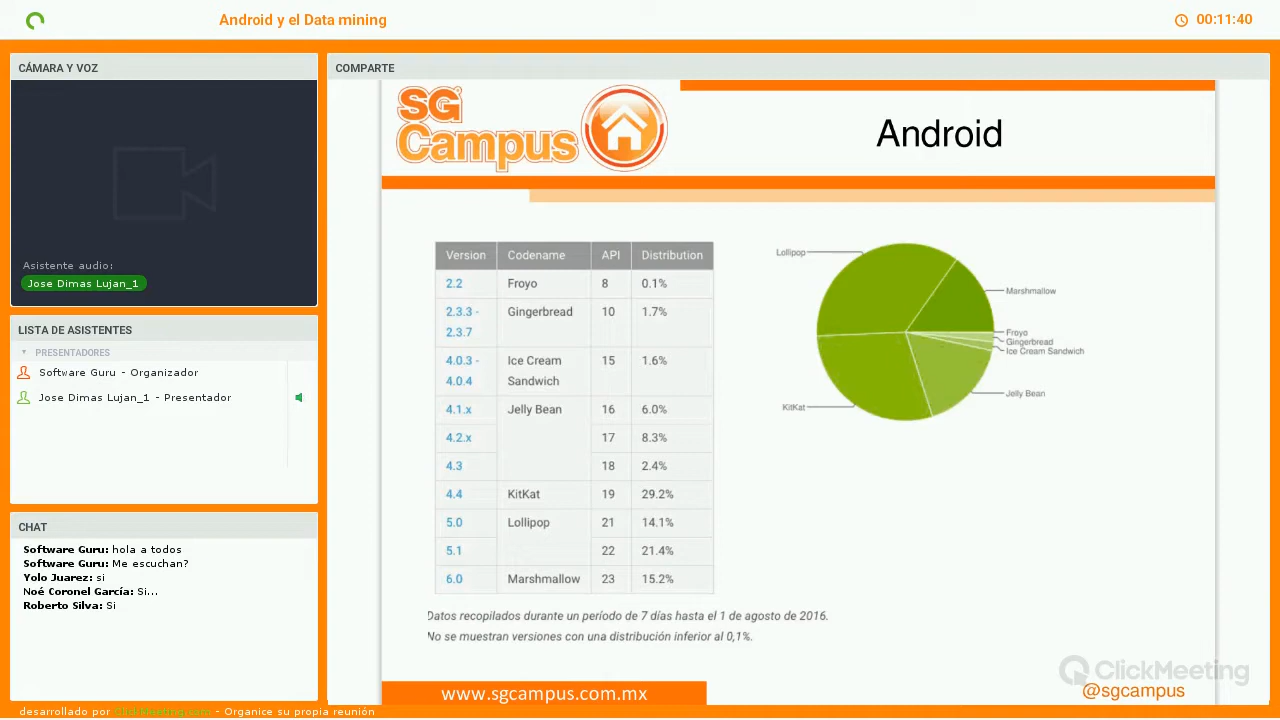 Android y el Data mining
00:11:40
CÁMARA Y VOZ
Asistente audio:
Jose Dimas Lujan_1
LISTA DE ASISTENTES
PRESENTADORES
Software Guru - Organizador
Jose Dimas Lujan_1 - Presentador
CHAT
Software Guru: hola a todos
Software Guru: Me escuchan?
Yolo Juarez: si
Noé Coronel García: Si...
Roberto Silva: Si
COMPARTE
SG
Campus
Android
Version Codename API Distribution
2.2 Froyo 8 0.1%
2.3.3 - Gingerbread 10 1.7%
2.3.7
4.0.3 - Ice Cream 15 1.6%
4.0.4 Sandwich
4.1.x Jelly Bean 16 6.0%
4.2.x 17 8.3%
4.3 18 2.4%
4.4 KitKat 19 29.2%
5.0 Lollipop 21 14.1%
5.1 22 21.4%
6.0 Marshmallow 23 15.2%
Lollipop
Marshmallow
Froyo
Gingerbread
Ice Cream Sandwich
Jelly Bean
KitKat
Datos recopilados durante un período de 7 días hasta el 1 de agosto de 2016.
No se muestran versiones con una distribución inferior al 0,1%.
ClickMeeting
www.sgcampus.com.mx
@sgcampus
desarrollado por ClickMeeting.com - Organice su propia reunión